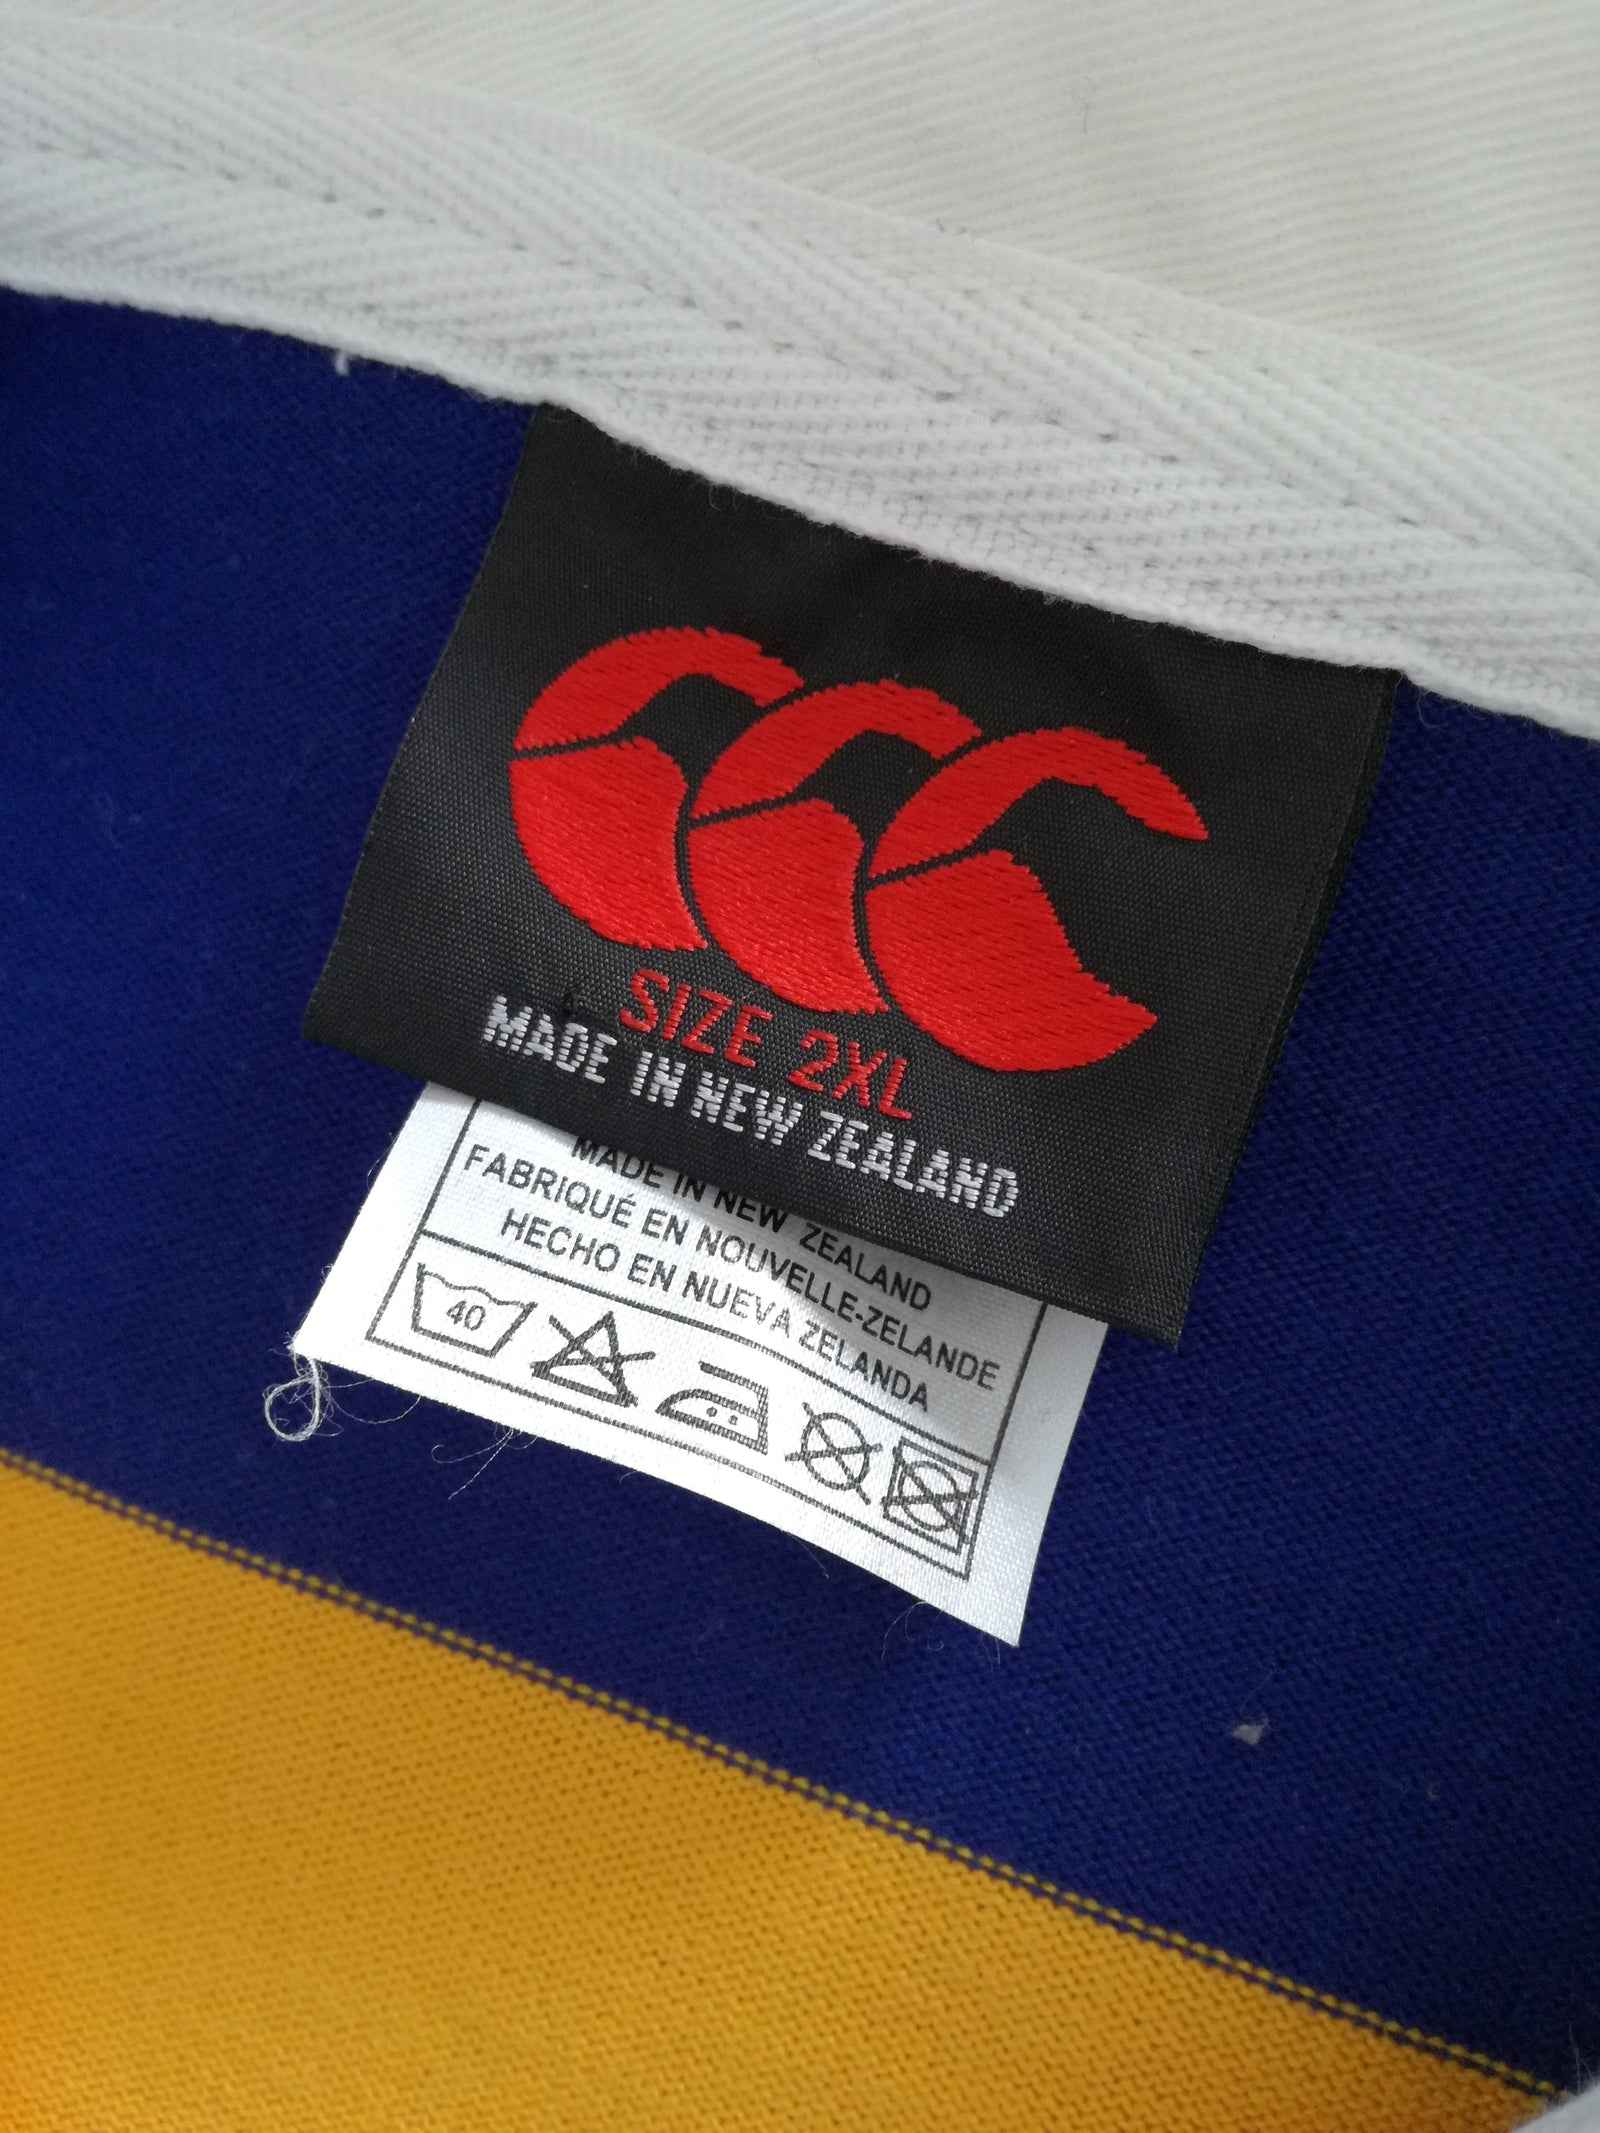 SIZE 2XL
MADE IN NEW ZEALAND
MADE IN NEW ZEALAND
FABRIQUÉ EN NOUVELLE-ZELANDE
HECHO EN NUEVA ZELANDA
40